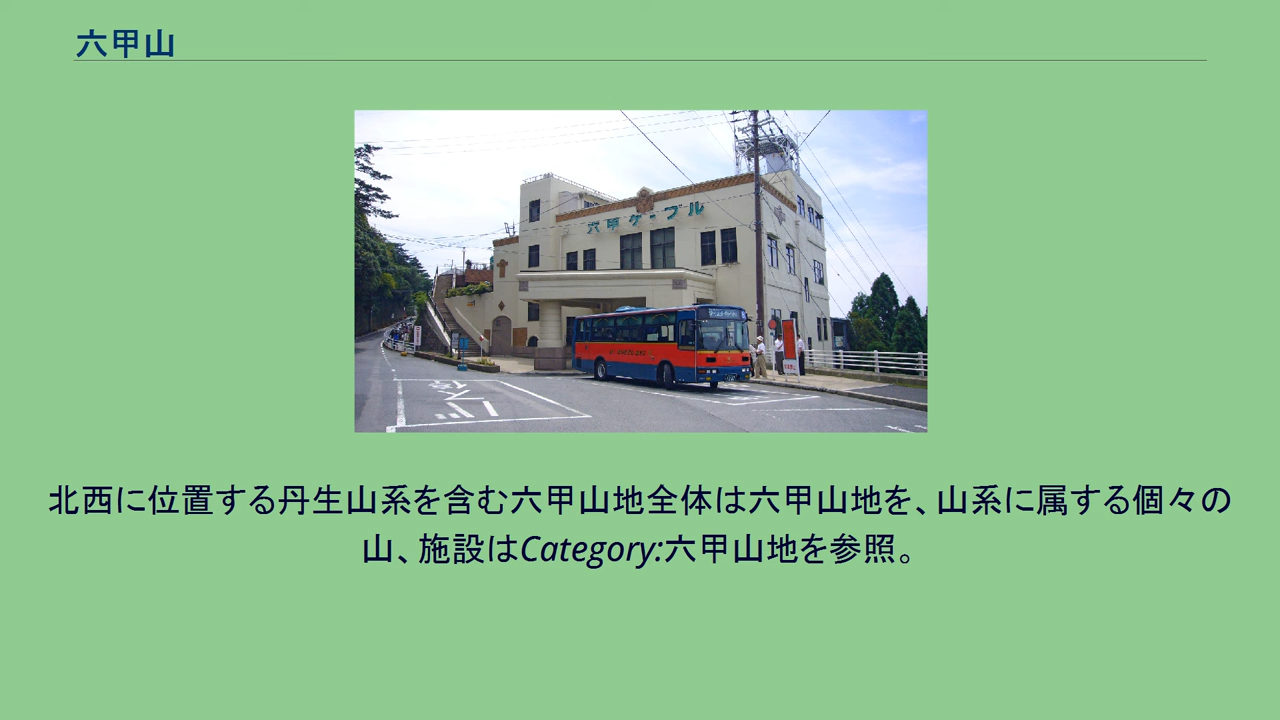 六甲山
六甲ケーブル
北西に位置する丹生山系を含む六甲山地全体は六甲山地を、山系に属する個々の
山、施設はCategory:六甲山地を参照。